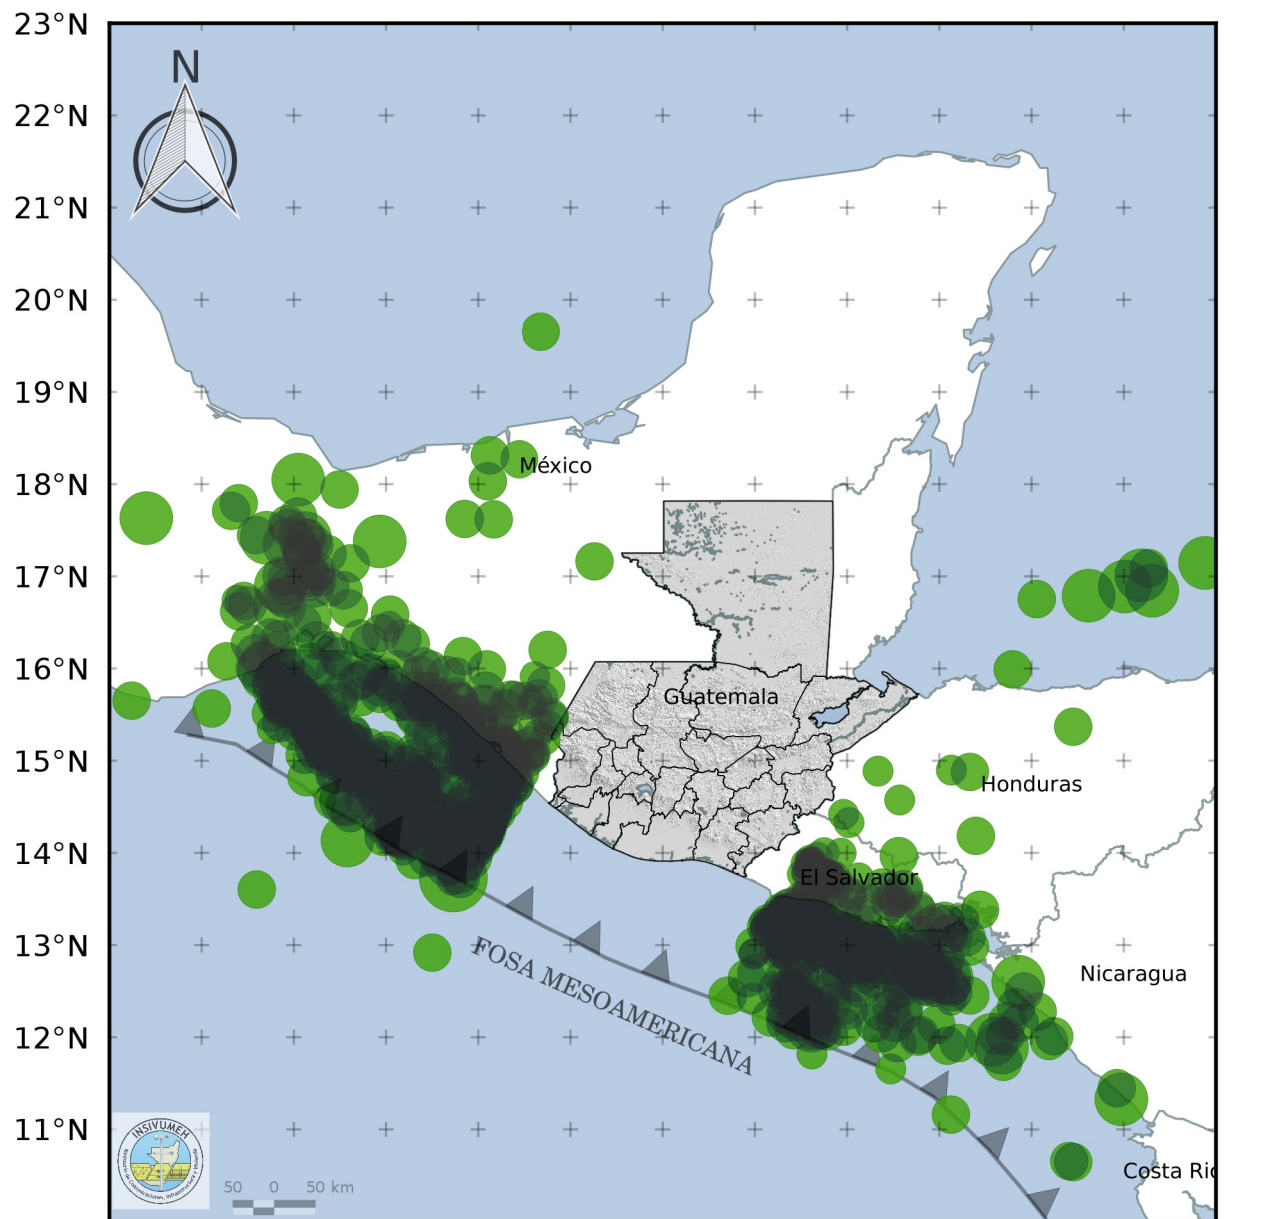 23°N
N
22°N
21°N
20°N
19°N
México
18°N
17°N
16°N
Guatemala
15°N
Honduras
14°N
El Salvador
13°N
FOSA MESOAMERICANA
Nicaragua
12°N
11°N
INSIVUMEH
Costa Ric
50 0 50 km